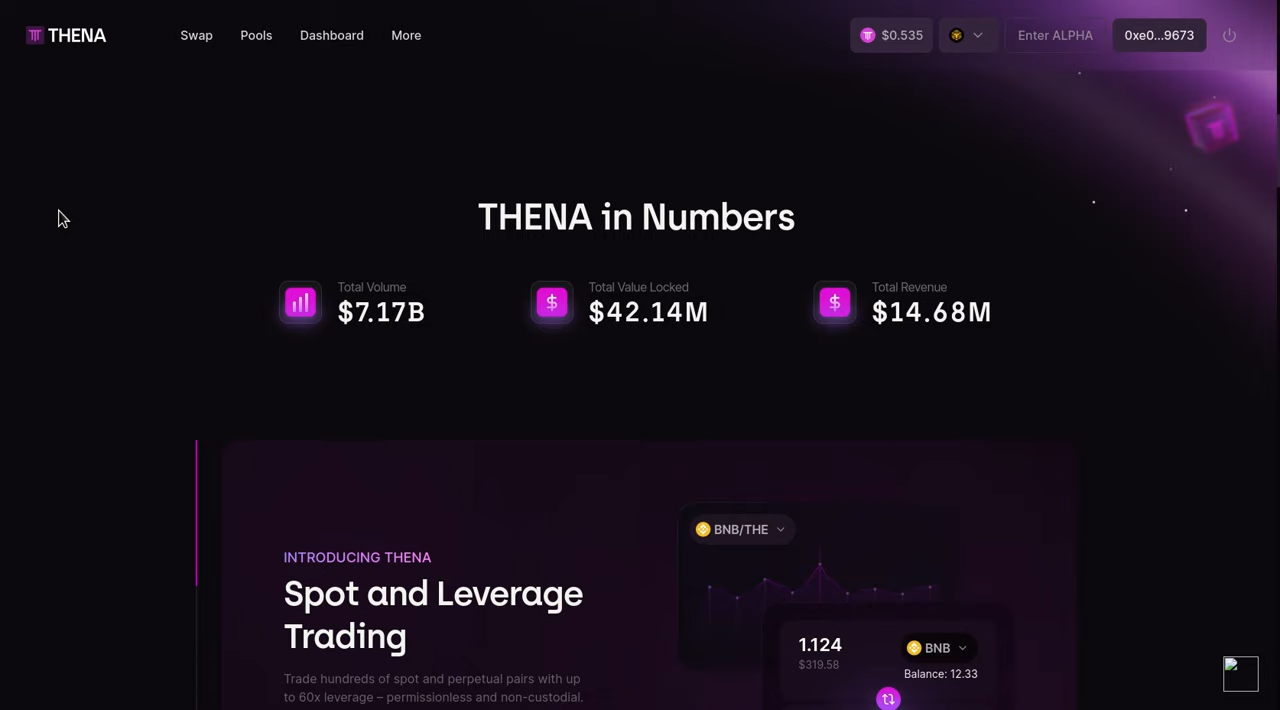 THENA
Swap
Pools
Dashboard
More
$0.535
Enter ALPHA
0xe0...9673
THENA in Numbers
Total Volume
$7.17B
Total Value Locked
$42.14M
Total Revenue
$14.68M
INTRODUCING THENA
Spot and Leverage
Trading
Trade hundreds of spot and perpetual pairs with up
to 60x leverage – permissionless and non-custodial.
BNB/THE
1.124
$319.58
BNB
Balance: 12.33